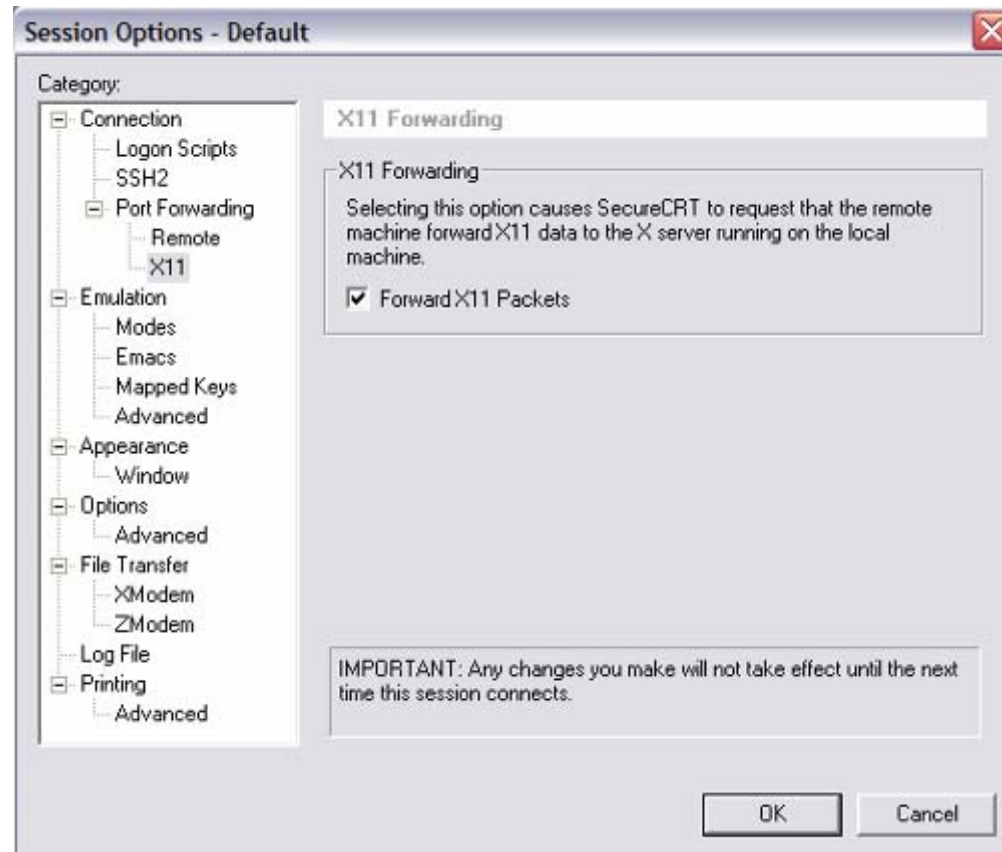 Session Options - Default
Category:
Connection
Logon Scripts
SSH2
Port Forwarding
Remote
X11
Emulation
Modes
Emacs
Mapped Keys
Advanced
Appearance
Window
Options
Advanced
File Transfer
XModem
ZModem
Log File
Printing
Advanced
X11 Forwarding
X11 Forwarding
Selecting this option causes SecureCRT to request that the remote
machine forward X11 data to the X server running on the local
machine.
Forward X11 Packets
IMPORTANT: Any changes you make will not take effect until the next
time this session connects.
OK
Cancel